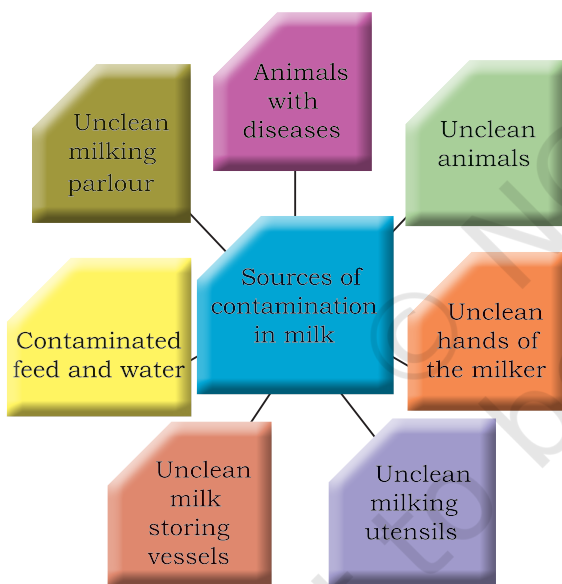 Animals
with
diseases
Unclean
animals
Unclean
hands of
the milker
Unclean
milking
utensils
Unclean
milk
storing
vessels
Contaminated
feed and water
Unclean
milking
parlour
Sources of
contamination
in milk
© N
to b